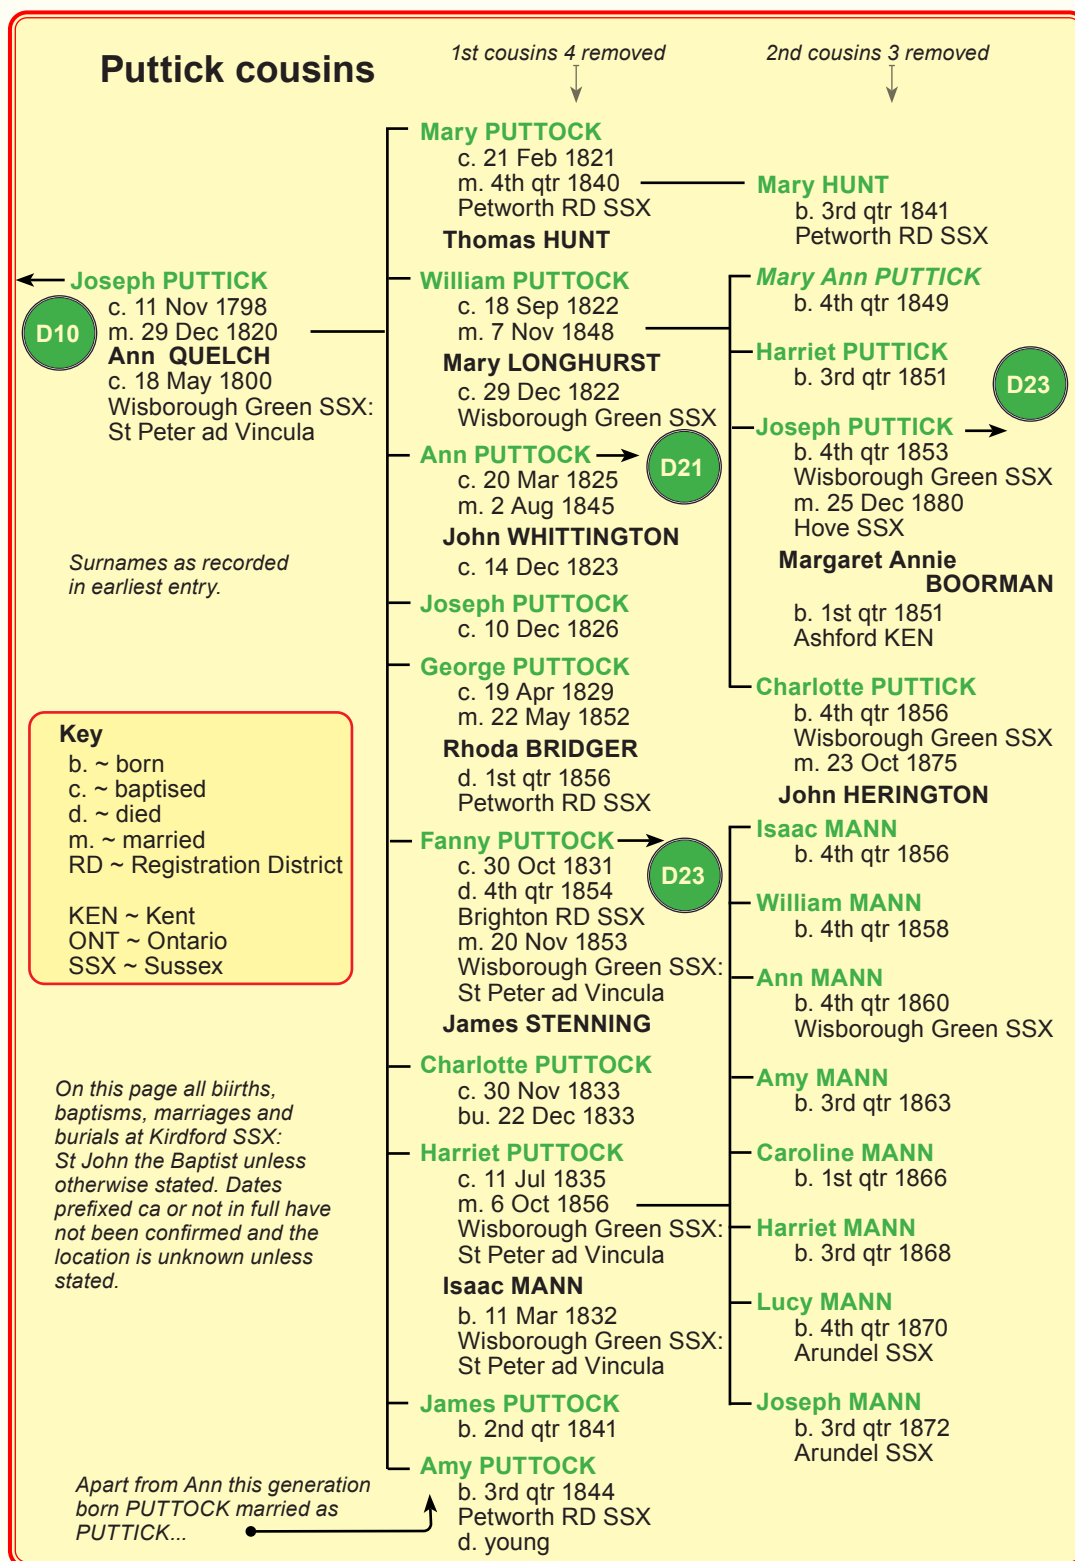 Puttick cousins
1st cousins 4 removed
2nd cousins 3 removed
Joseph PUTTICK
c. 11 Nov 1798
m. 29 Dec 1820
Ann QUELCH
c. 18 May 1800
Wisborough Green SSX:
St Peter ad Vincula
D10
Surnames as recorded
in earliest entry.
Key
b. ~ born
c. ~ baptised
d. ~ died
m. ~ married
RD ~ Registration District
KEN ~ Kent
ONT ~ Ontario
SSX ~ Sussex
On this page all biirths,
baptisms, marriages and
burials at Kirdford SSX:
St John the Baptist unless
otherwise stated. Dates
prefixed ca or not in full have
not been confirmed and the
location is unknown unless
stated.
Apart from Ann this generation
born PUTTOCK married as
PUTTICK...
Mary PUTTOCK
c. 21 Feb 1821
m. 4th qtr 1840
Petworth RD SSX
Thomas HUNT
William PUTTOCK
c. 18 Sep 1822
m. 7 Nov 1848
Mary LONGHURST
c. 29 Dec 1822
Wisborough Green SSX
Ann PUTTOCK
c. 20 Mar 1825
m. 2 Aug 1845
D21
John WHITTINGTON
c. 14 Dec 1823
Joseph PUTTOCK
c. 10 Dec 1826
George PUTTOCK
c. 19 Apr 1829
m. 22 May 1852
Rhoda BRIDGER
d. 1st qtr 1856
Petworth RD SSX
Fanny PUTTOCK
c. 30 Oct 1831
d. 4th qtr 1854
Brighton RD SSX
m. 20 Nov 1853
Wisborough Green SSX:
St Peter ad Vincula
D23
James STENNING
Charlotte PUTTOCK
c. 30 Nov 1833
bu. 22 Dec 1833
Harriet PUTTOCK
c. 11 Jul 1835
m. 6 Oct 1856
Wisborough Green SSX:
St Peter ad Vincula
Isaac MANN
b. 11 Mar 1832
Wisborough Green SSX:
St Peter ad Vincula
James PUTTOCK
b. 2nd qtr 1841
Amy PUTTOCK
b. 3rd qtr 1844
Petworth RD SSX
d. young
Mary HUNT
b. 3rd qtr 1841
Petworth RD SSX
Mary Ann PUTTICK
b. 4th qtr 1849
Harriet PUTTICK
b. 3rd qtr 1851
D23
Joseph PUTTICK
b. 4th qtr 1853
Wisborough Green SSX
m. 25 Dec 1880
Hove SSX
Margaret Annie
BOORMAN
b. 1st qtr 1851
Ashford KEN
Charlotte PUTTICK
b. 4th qtr 1856
Wisborough Green SSX
m. 23 Oct 1875
John HERINGTON
Isaac MANN
b. 4th qtr 1856
William MANN
b. 4th qtr 1858
Ann MANN
b. 4th qtr 1860
Wisborough Green SSX
Amy MANN
b. 3rd qtr 1863
Caroline MANN
b. 1st qtr 1866
Harriet MANN
b. 3rd qtr 1868
Lucy MANN
b. 4th qtr 1870
Arundel SSX
Joseph MANN
b. 3rd qtr 1872
Arundel SSX